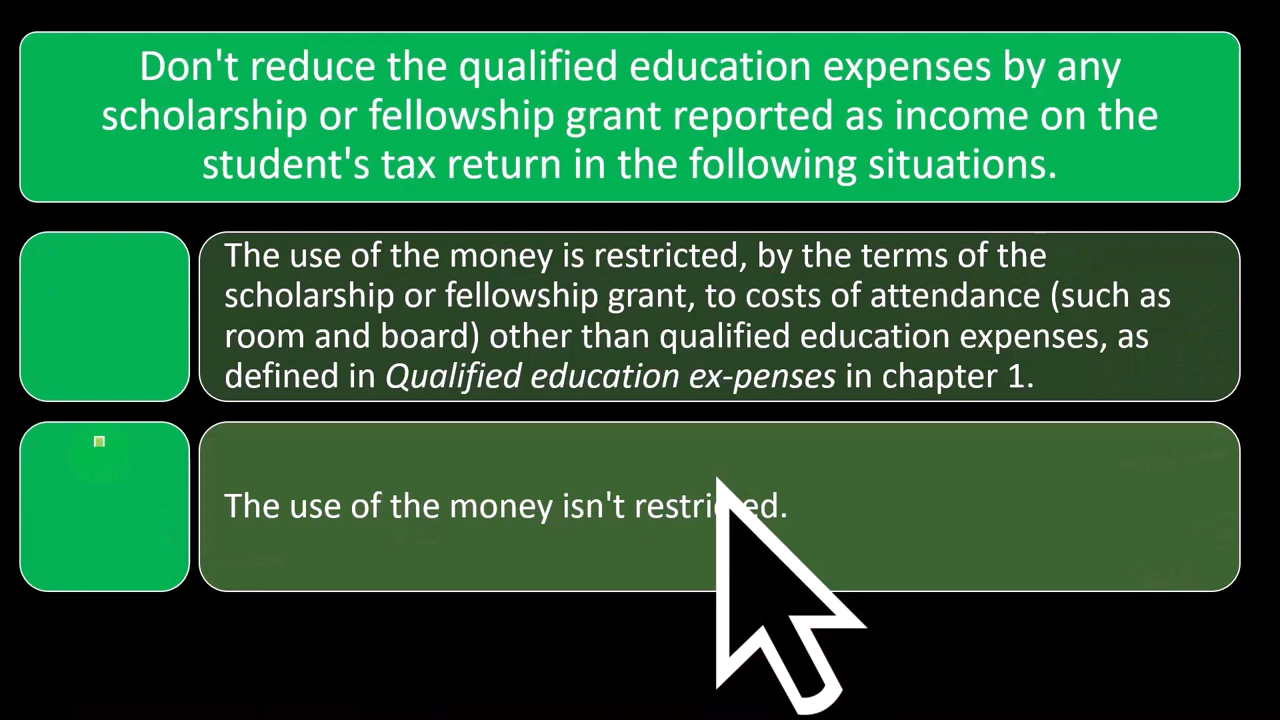 Don't reduce the qualified education expenses by any
scholarship or fellowship grant reported as income on the
student's tax return in the following situations.
The use of the money is restricted, by the terms of the
scholarship or fellowship grant, to costs of attendance (such as
room and board) other than qualified education expenses, as
defined in Qualified education ex-penses in chapter 1.
The use of the money isn't restricted.